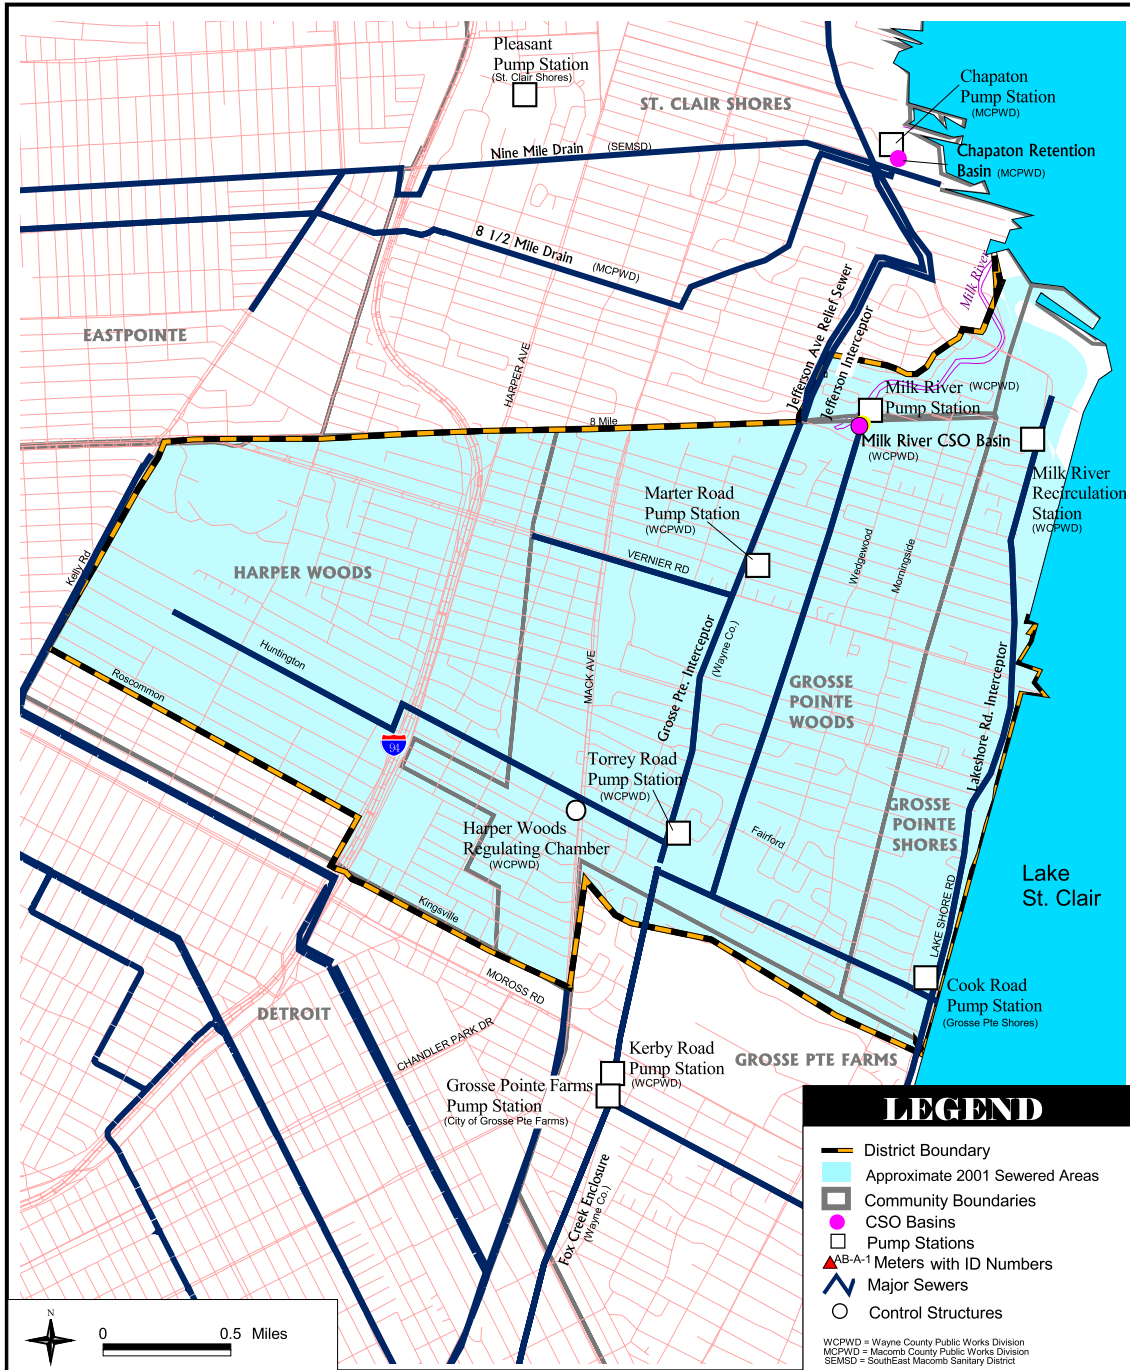 Pleasant
Pump Station
(St. Clair Shores)
ST. CLAIR SHORES
Chapaton
Pump Station
(MCPWD)
Nine Mile Drain (SEMSD)
Chapaton Retention
Basin (MCPWD)
8 1/2 Mile Drain (MCPWD)
Milk River
EASTPOINTE
HARPER AVE
Jefferson Ave Relief Sewer
Jefferson Interceptor
Milk River (WCPWD)
Pump Station
8 Mile
Milk River CSO Basin
(WCPWD)
Milk River
Recirculation
Station
(WCPWD)
Marter Road
Pump Station
(WCPWD)
Kelly Rd
HARPER WOODS
VERNIER RD
Wedgewood
Morningside
Huntington
Roscommon
MACK AVE
Grosse Pte. Interceptor
(Wayne Co.)
GROSSE
POINTE
WOODS
Lakeshore Rd. Interceptor
94
Torrey Road
Pump Station
(WCPWD)
Harper Woods
Regulating Chamber
(WCPWD)
Fairford
GROSSE
POINTE
SHORES
Lake
St. Clair
Kingsville
LAKE SHORE RD
MOROSS RD
Cook Road
Pump Station
(Grosse Pte Shores)
DETROIT
CHANDLER PARK DR
Kerby Road
Pump Station
(WCPWD)
GROSSE PTE FARMS
Grosse Pointe Farms
Pump Station
(City of Grosse Pte Farms)
Fox Creek Enclosure
(Wayne Co.)
LEGEND
District Boundary
Approximate 2001 Sewered Areas
Community Boundaries
CSO Basins
Pump Stations
AB-A-1 Meters with ID Numbers
Major Sewers
Control Structures
WCPWD = Wayne County Public Works Division
MCPWD = Macomb County Public Works Division
SEMSD = SouthEast Macomb Sanitary District
N
0 0.5 Miles